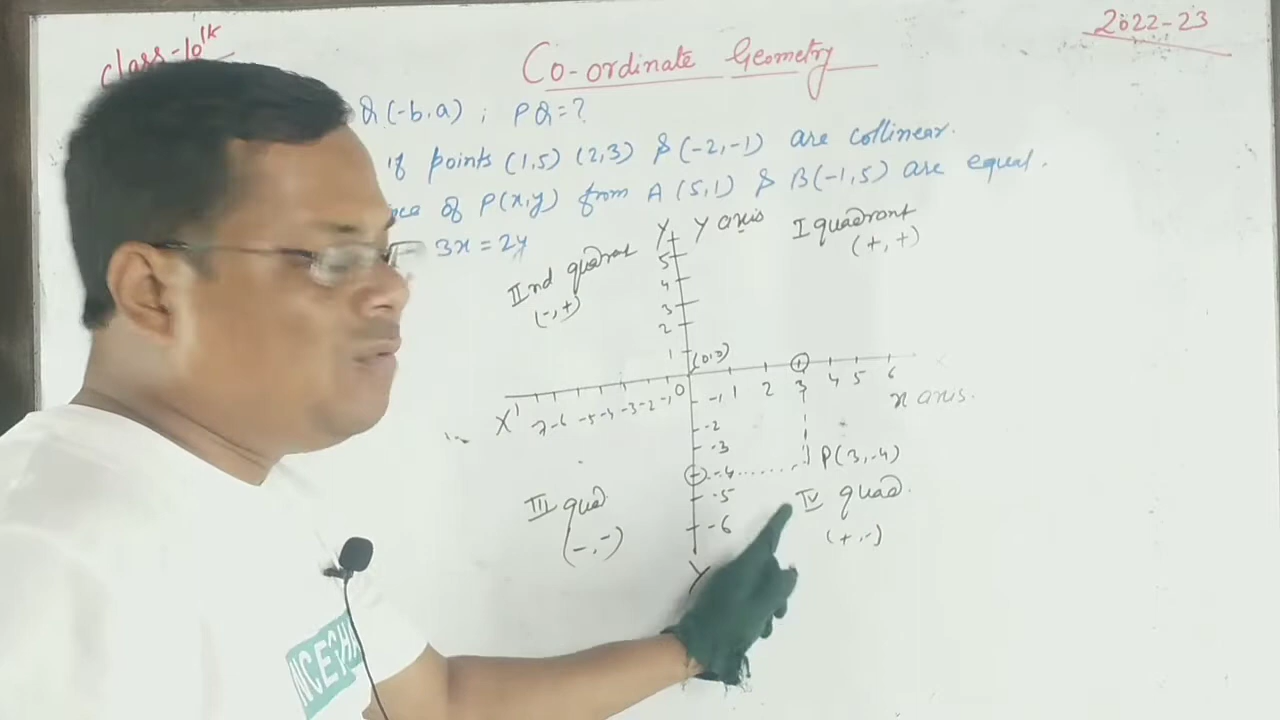 class-10th
Co-ordinate Geometry
2022-23
Q(-b,a) ; PQ=?
if points (1,5) (2,3) & (-2,-1) are collinear.
of P(x,y) from A(5,1) & B(-1,5) are equal.
3x = 2y
Y Y axis
I quadrant
(+,+)
IInd quadrant
(-,+)
5
4
3
2
1
(0,0)
X' -7 -6 -5 -4 -3 -2 -1 0 1 2 3 4 5 6
x axis.
-1
-2
-3
-4
-5
-6
P(3,-4)
III quad
(-,-)
IV quad.
(+,-)
Y
NCERT